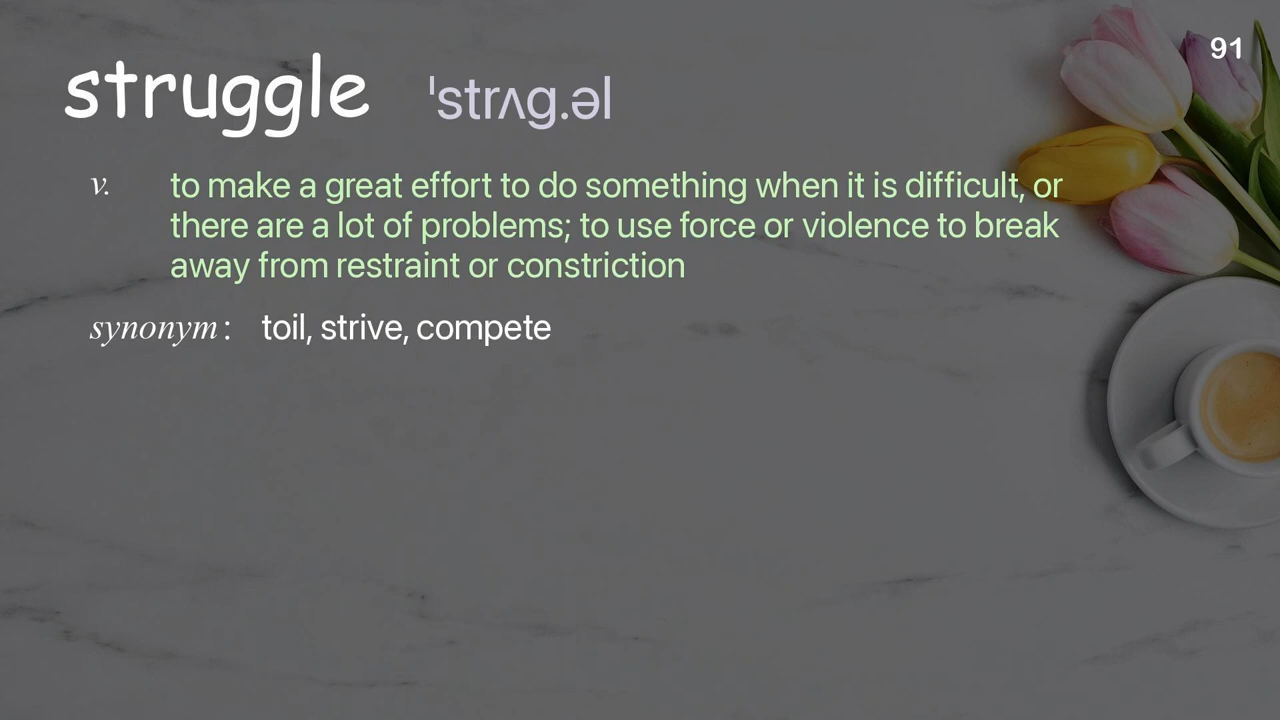 91
struggle ˈstrʌg.əl
v. to make a great effort to do something when it is difficult, or
there are a lot of problems; to use force or violence to break
away from restraint or constriction
synonym : toil, strive, compete